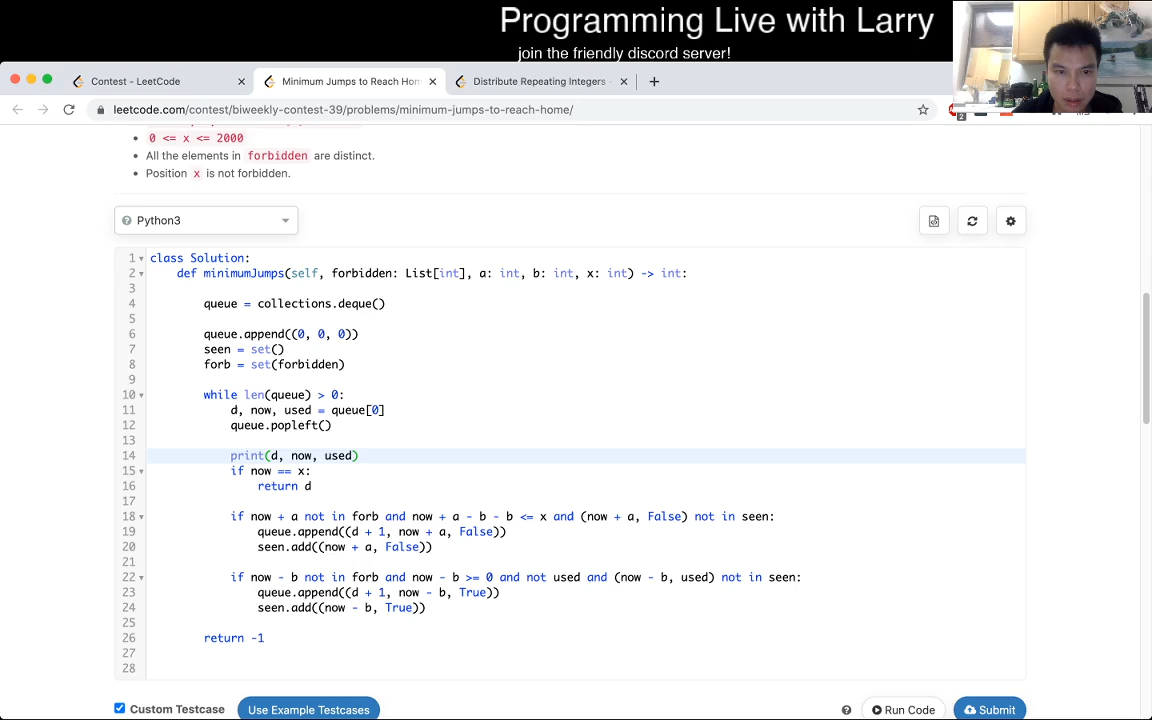 Programming Live with Larry
join the friendly discord server!
Contest - LeetCode
Minimum Jumps to Reach Hom
Distribute Repeating Integers -
leetcode.com/contest/biweekly-contest-39/problems/minimum-jumps-to-reach-home/
2
0 <= x <= 2000
All the elements in forbidden are distinct.
Position x is not forbidden.
Python3
1 class Solution:
2 def minimumJumps(self, forbidden: List[int], a: int, b: int, x: int) -> int:
3
4 queue = collections.deque()
5
6 queue.append((0, 0, 0))
7 seen = set()
8 forb = set(forbidden)
9
10 while len(queue) > 0:
11 d, now, used = queue[0]
12 queue.popleft()
13
14 print(d, now, used)
15 if now == x:
16 return d
17
18 if now + a not in forb and now + a - b - b <= x and (now + a, False) not in seen:
19 queue.append((d + 1, now + a, False))
20 seen.add((now + a, False))
21
22 if now - b not in forb and now - b >= 0 and not used and (now - b, used) not in seen:
23 queue.append((d + 1, now - b, True))
24 seen.add((now - b, True))
25
26 return -1
27
28
Custom Testcase
Use Example Testcases
Run Code
Submit